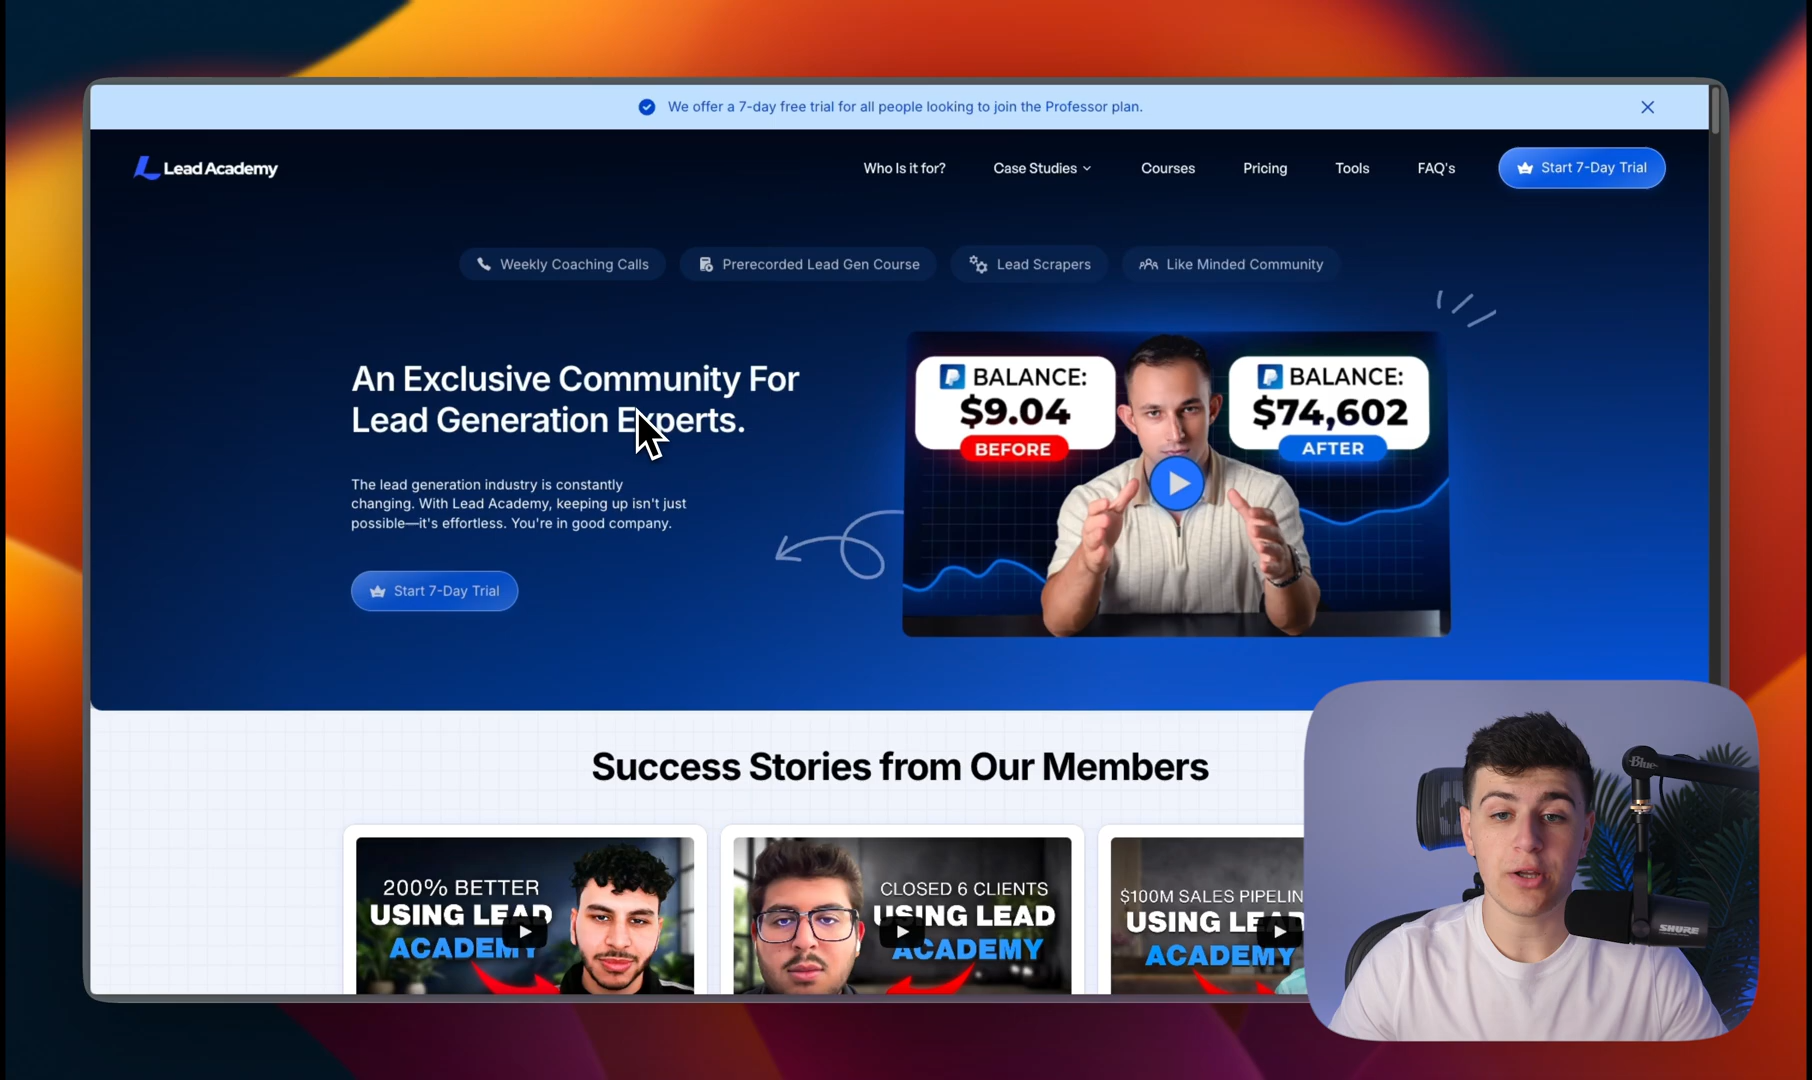 We offer a 7-day free trial for all people looking to join the Professor plan.
Lead Academy
Who Is it for?
Case Studies
Courses
Pricing
Tools
FAQ's
Start 7-Day Trial
Weekly Coaching Calls
Prerecorded Lead Gen Course
Lead Scrapers
Like Minded Community
An Exclusive Community For
Lead Generation Experts.
The lead generation industry is constantly
changing. With Lead Academy, keeping up isn't just
possible—it's effortless. You're in good company.
Start 7-Day Trial
BALANCE:
$9.04
BEFORE
BALANCE:
$74,602
AFTER
Success Stories from Our Members
200% BETTER
USING LEAD
ACADEMY
CLOSED 6 CLIENTS
USING LEAD
ACADEMY
$100M SALES PIPELIN
USING LEAD
ACADEMY
Blue
SHURE